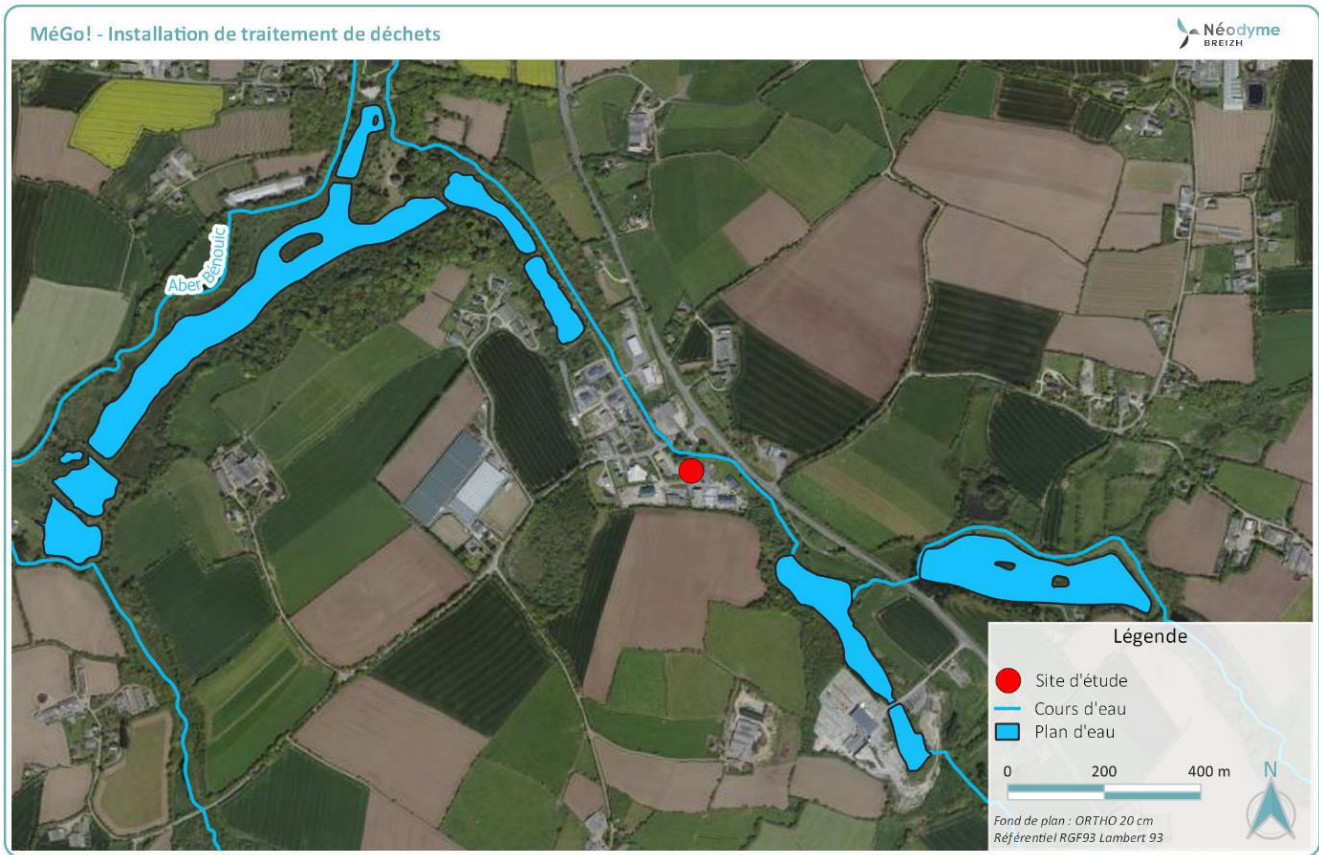 MéGo! - Installation de traitement de déchets
Néodyme
BREIZH
Aber Bénouic
Légende
Site d'étude
Cours d'eau
Plan d'eau
0 200 400 m
N
Fond de plan : ORTHO 20 cm
Référentiel RGF93 Lambert 93